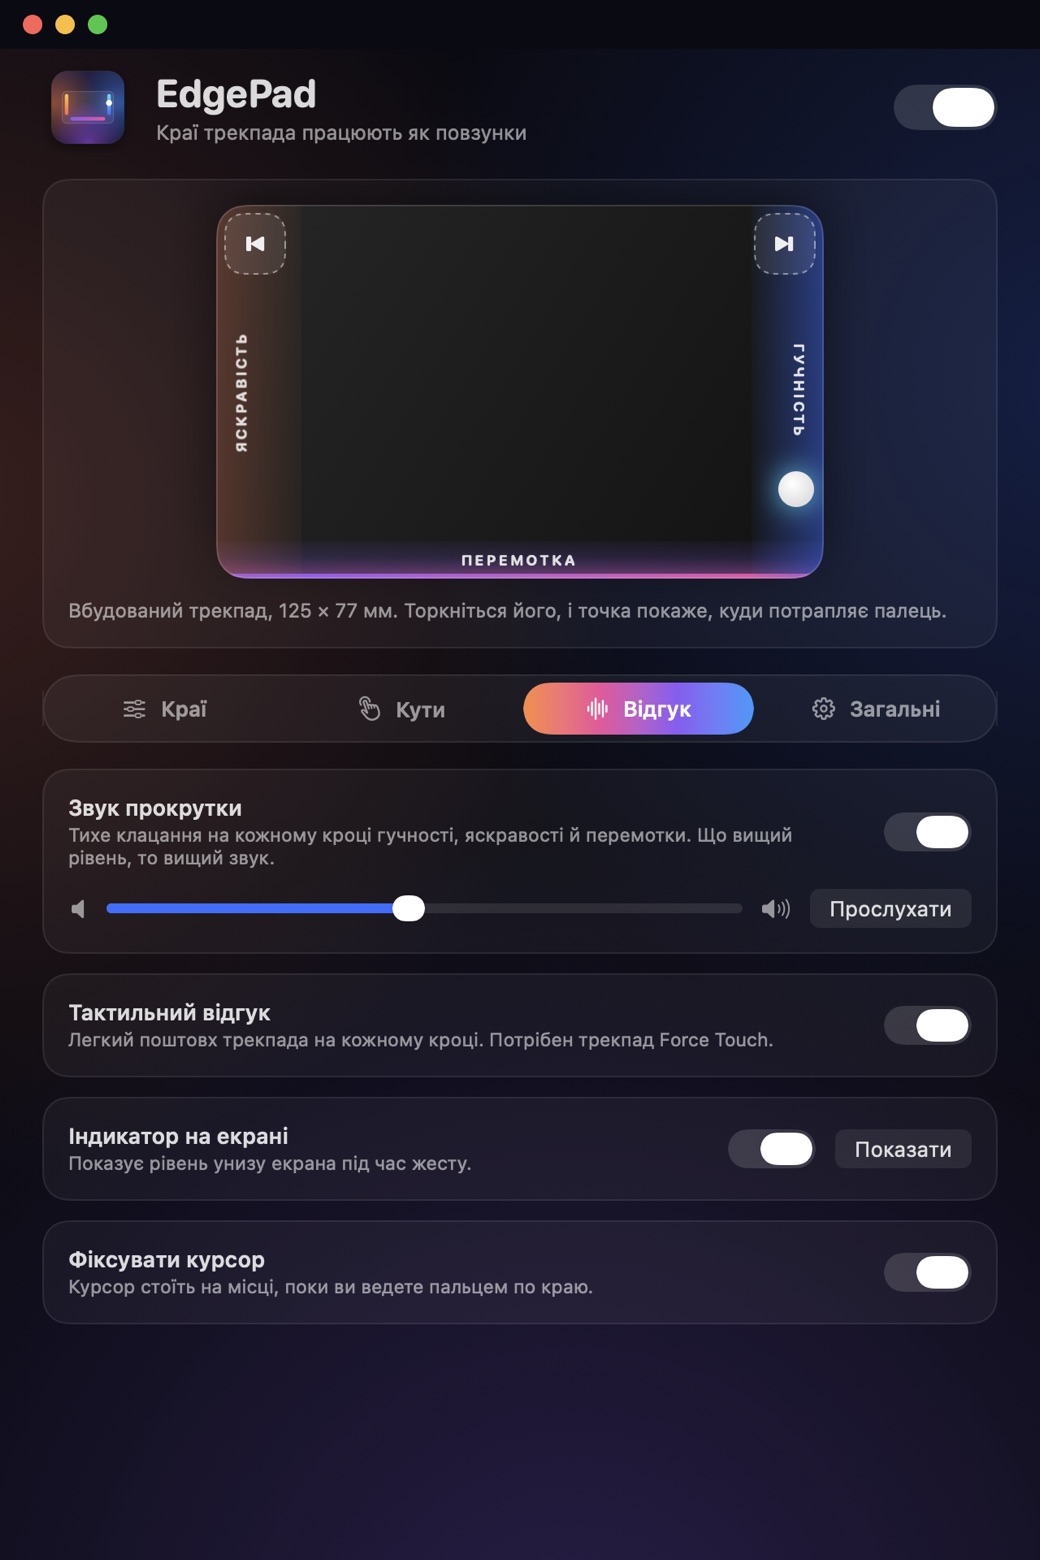 EdgePad
Краї трекпада працюють як повзунки
ЯСКРАВІСТЬ
ГУЧНІСТЬ
ПЕРЕМОТКА
Вбудований трекпад, 125 × 77 мм. Торкніться його, і точка покаже, куди потрапляє палець.
Краї
Кути
Відгук
Загальні
Звук прокрутки
Тихе клацання на кожному кроці гучності, яскравості й перемотки. Що вищий
рівень, то вищий звук.
Прослухати
Тактильний відгук
Легкий поштовх трекпада на кожному кроці. Потрібен трекпад Force Touch.
Індикатор на екрані
Показує рівень унизу екрана під час жесту.
Показати
Фіксувати курсор
Курсор стоїть на місці, поки ви ведете пальцем по краю.